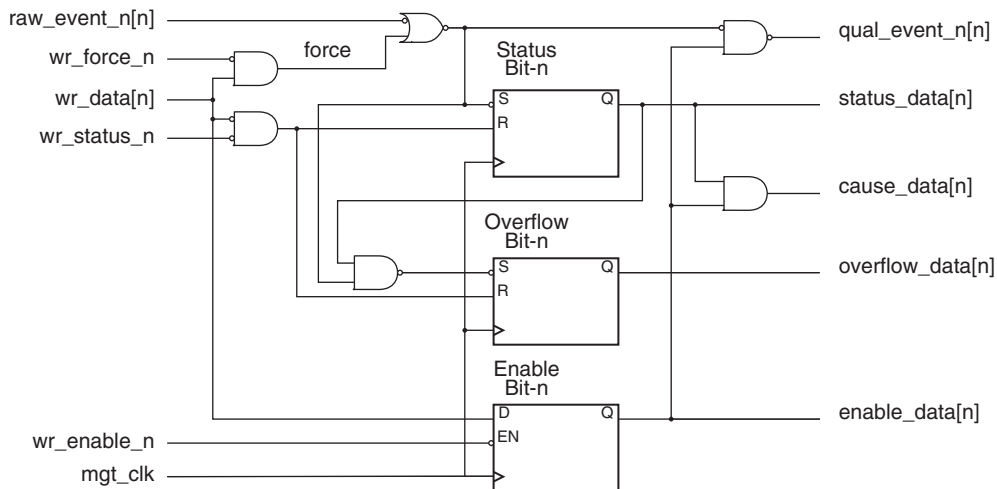 raw_event_n[n]
qual_event_n[n]
force
wr_force_n
Status
Bit-n
wr_data[n]
S
Q
status_data[n]
R
wr_status_n
cause_data[n]
Overflow
Bit-n
S
Q
overflow_data[n]
R
Enable
Bit-n
D
Q
enable_data[n]
wr_enable_n
EN
mgt_clk